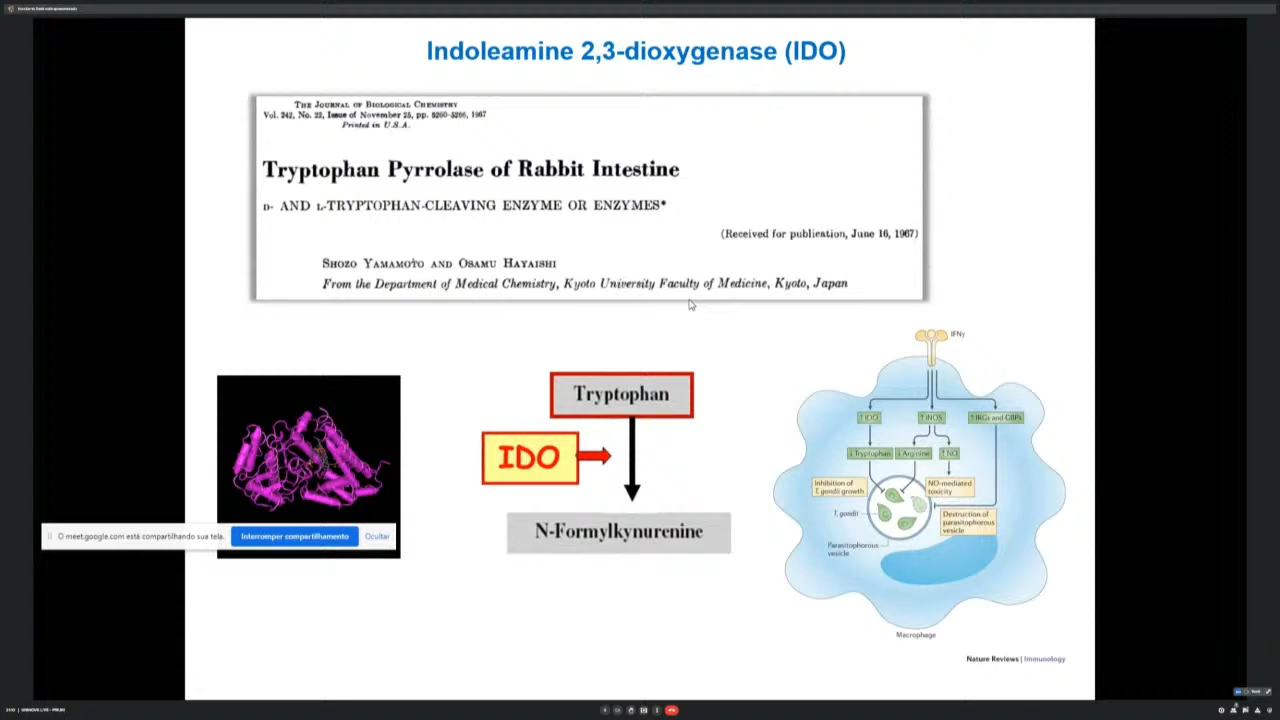 Indoleamine 2,3-dioxygenase (IDO)
THE JOURNAL OF BIOLOGICAL CHEMISTRY
Vol. 242, No. 22, Issue of November 25, pp. 5260-5266, 1967
Printed in U.S.A.
Tryptophan Pyrrolase of Rabbit Intestine
D- AND L-TRYPTOPHAN-CLEAVING ENZYME OR ENZYMES*
(Received for publication, June 16, 1967)
SHOZO YAMAMOTO AND OSAMU HAYAISHI
From the Department of Medical Chemistry, Kyoto University Faculty of Medicine, Kyoto, Japan
Tryptophan
IDO
N-Formylkynurenine
O meet.google.com está compartilhando sua tela.
Interromper compartilhamento
Ocultar
IFNγ
↑ IDO
↑ iNOS
↑ IRGs and GBPs
↓ Tryptophan
↓ Arginine
↑ NO
Inhibition of
T. gondii growth
NO-mediated
toxicity
T. gondii
Destruction of
parasitophorous
vesicle
Parasitophorous
vesicle
Macrophage
Nature Reviews | Immunology